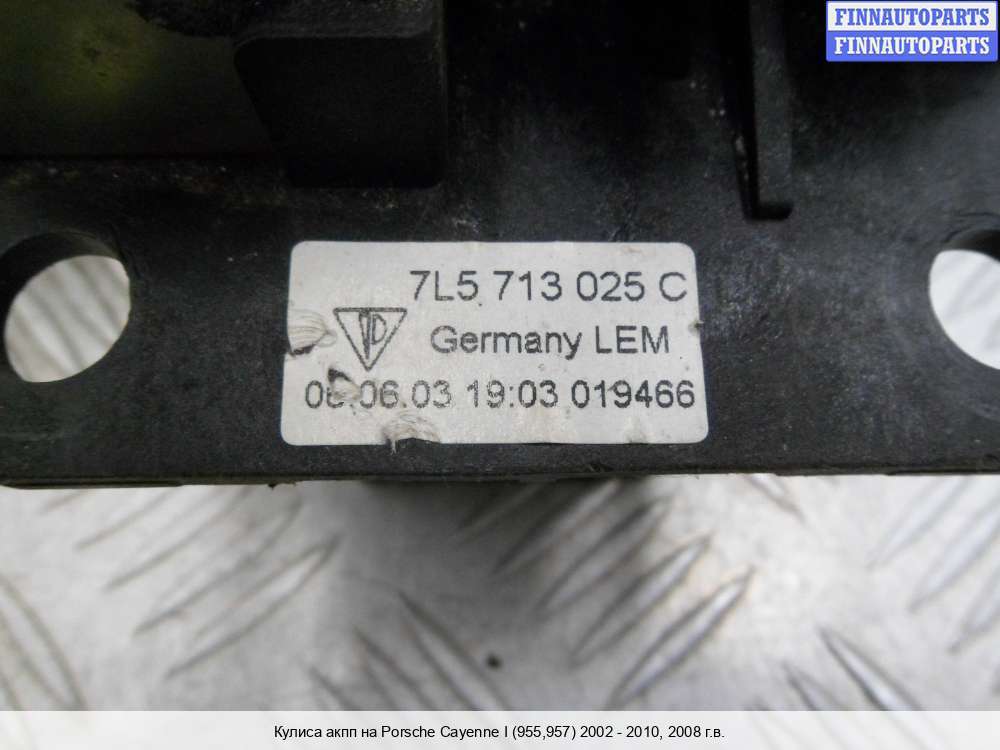 FINNAUTOPARTS
FINNAUTOPARTS
7L5 713 025 C
Germany LEM
06.03 19:03 019466
Кулиса акпп на Porsche Cayenne I (955,957) 2002 - 2010, 2008 г.в.